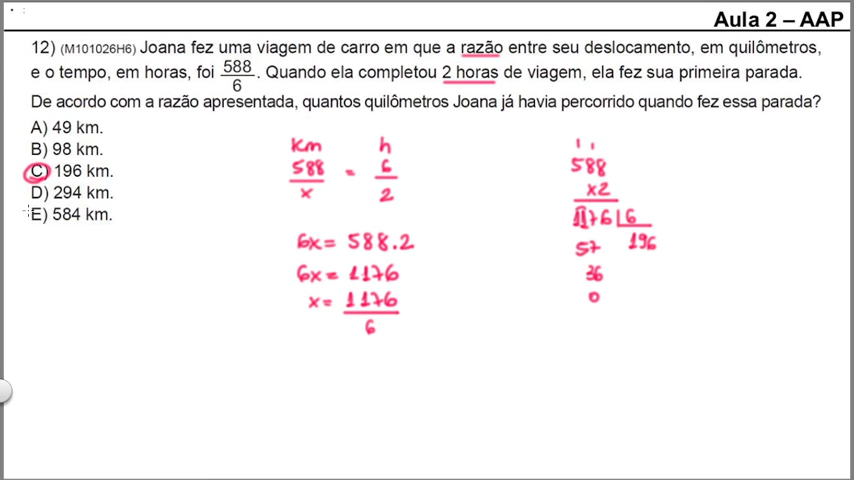 Aula 2 – AAP
12) (M101026H6) Joana fez uma viagem de carro em que a razão entre seu deslocamento, em quilômetros,
e o tempo, em horas, foi 588/6. Quando ela completou 2 horas de viagem, ela fez sua primeira parada.
De acordo com a razão apresentada, quantos quilômetros Joana já havia percorrido quando fez essa parada?
A) 49 km.
B) 98 km.
C) 196 km.
D) 294 km.
E) 584 km.
Km h
588/x = 6/2
6x = 588.2
6x = 1176
x = 1176/6
1 1
588
x2
1176 6
57 196
36
0